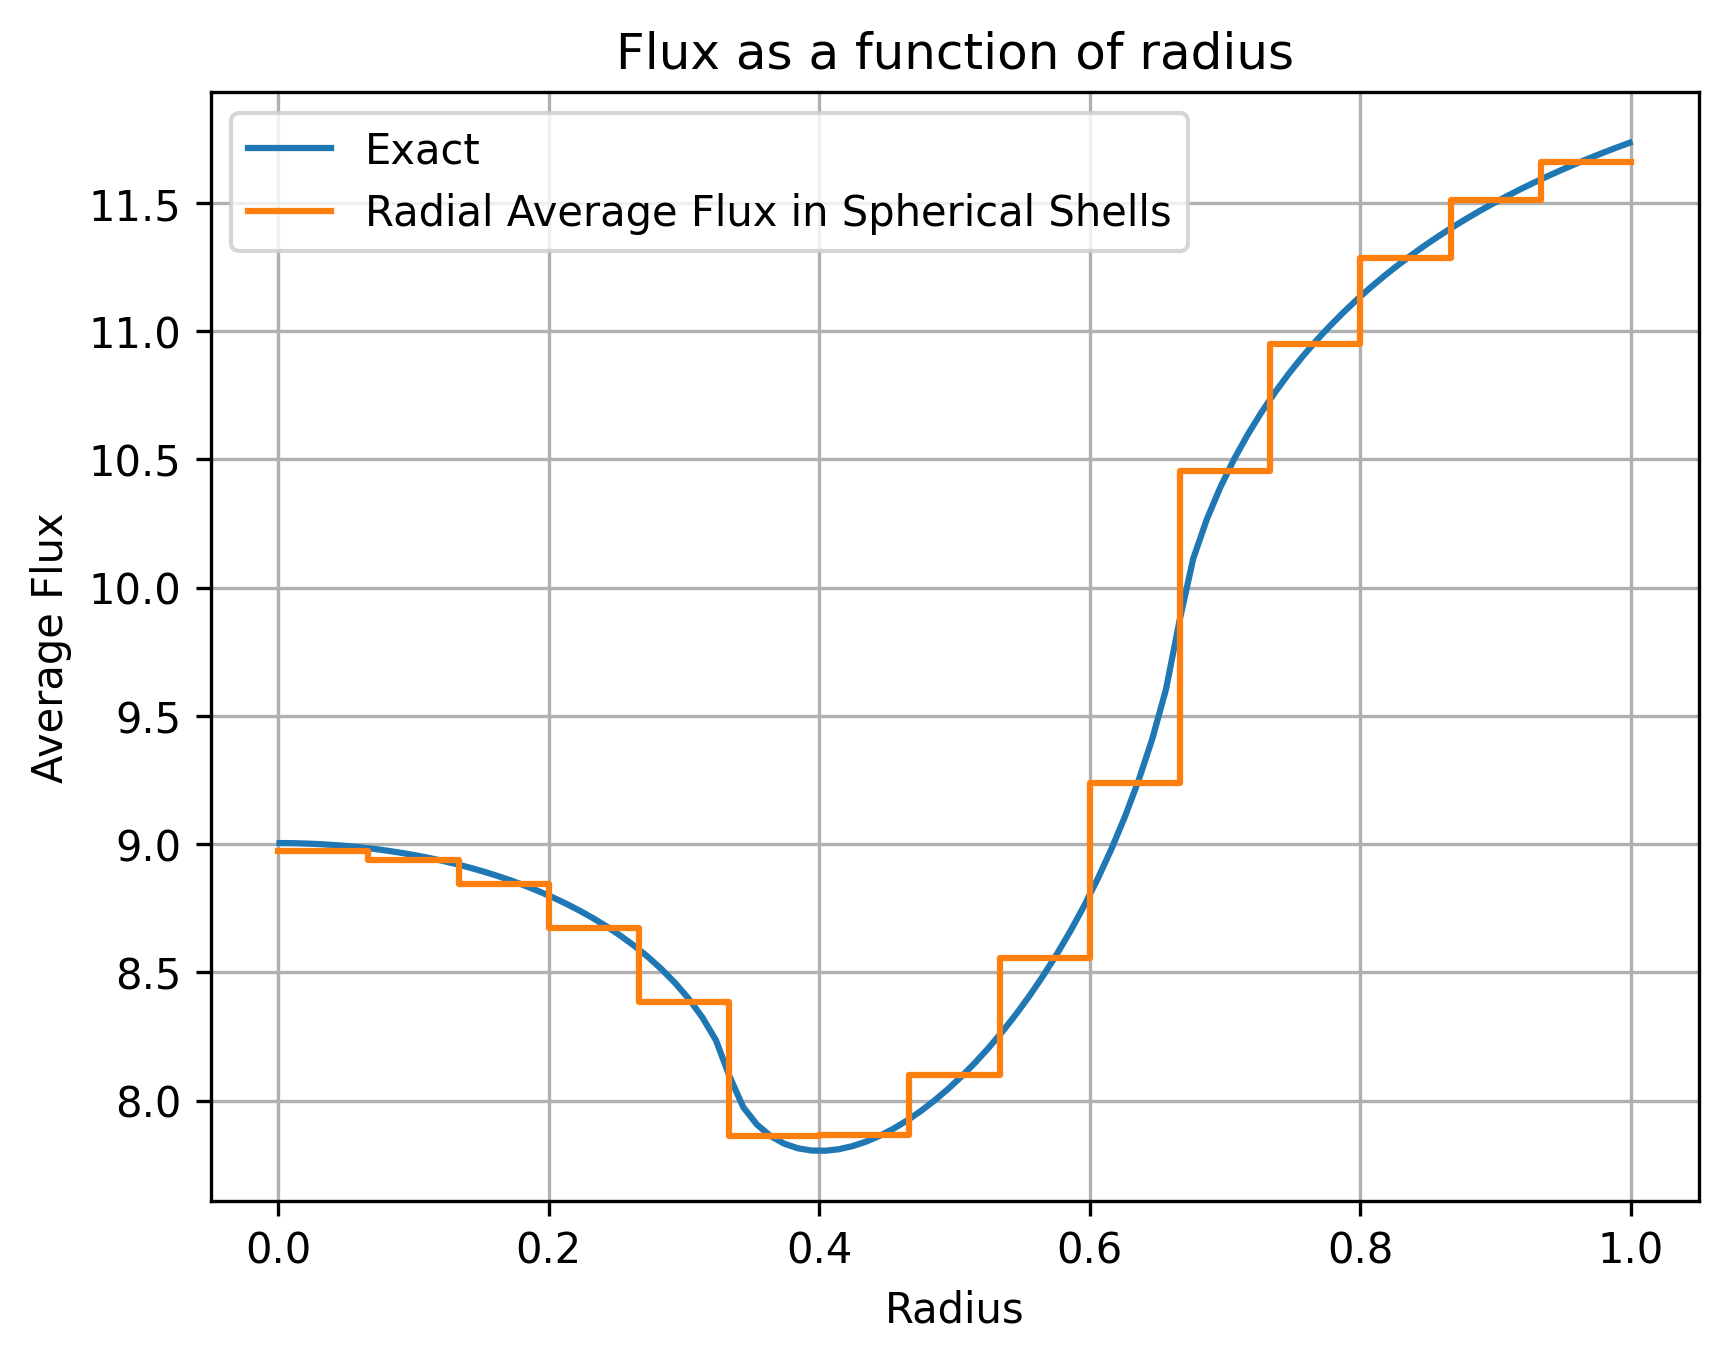 Flux as a function of radius
Exact
Radial Average Flux in Spherical Shells
Average Flux
11.5
11.0
10.5
10.0
9.5
9.0
8.5
8.0
0.0 0.2 0.4 0.6 0.8 1.0
Radius